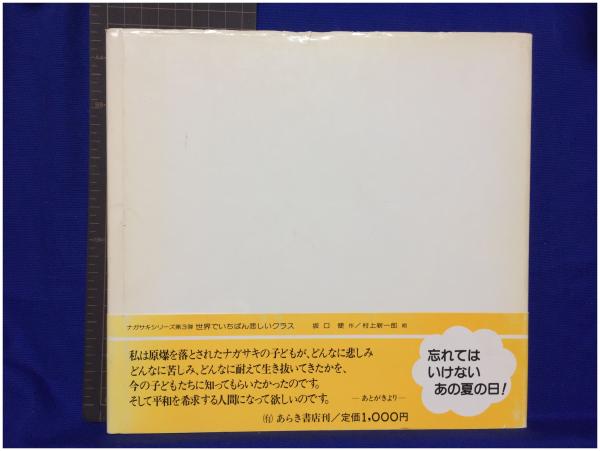 ナガサキシリーズ第3弾 世界でいちばん悲しいクラス 坂口 便 作／村上新一郎 絵
私は原爆を落とされたナガサキの子どもが、どんなに悲しみ
どんなに苦しみ、どんなに耐えて生き抜いてきたかを、
今の子どもたちに知ってもらいたかったのです。
そして平和を希求する人間になって欲しいのです。 ―あとがきより―
㈲ あらき書店刊／定価1,000円
忘れては
いけない
あの夏の日！